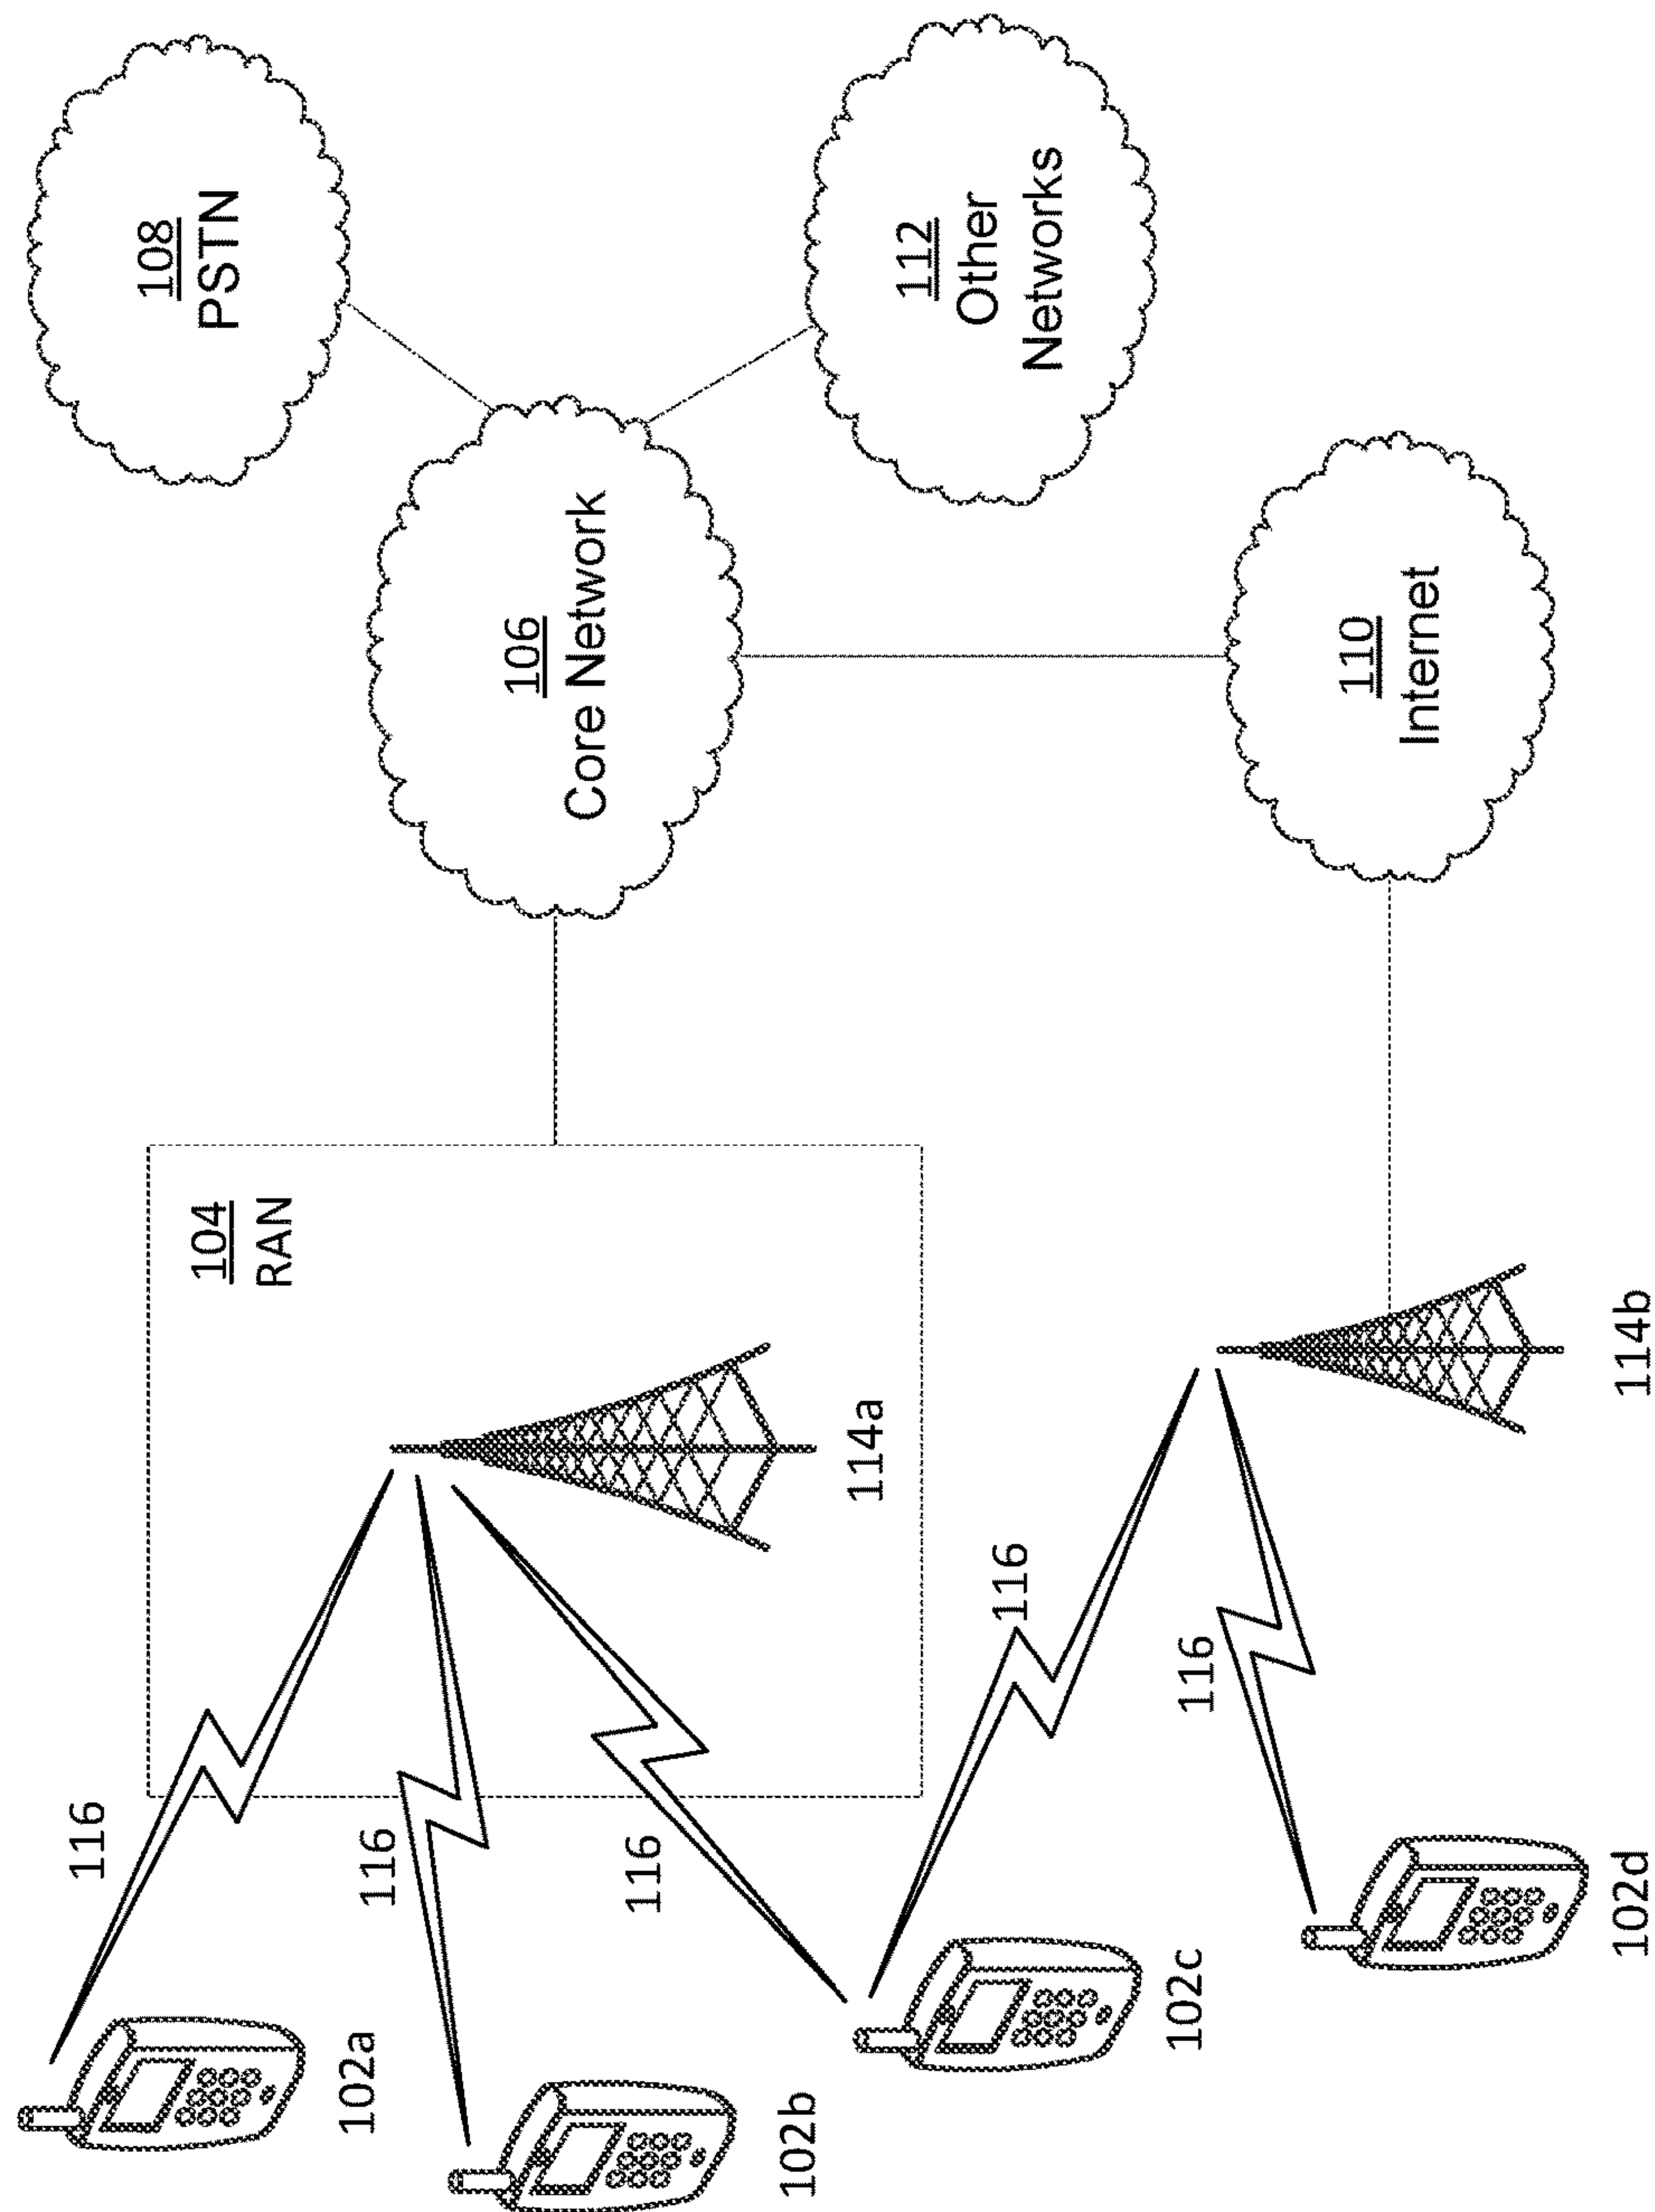 102a
116
102b
116
116
102c
116
116
102d
104
RAN
114a
114b
106
Core Network
108
PSTN
112
Other
Networks
110
Internet